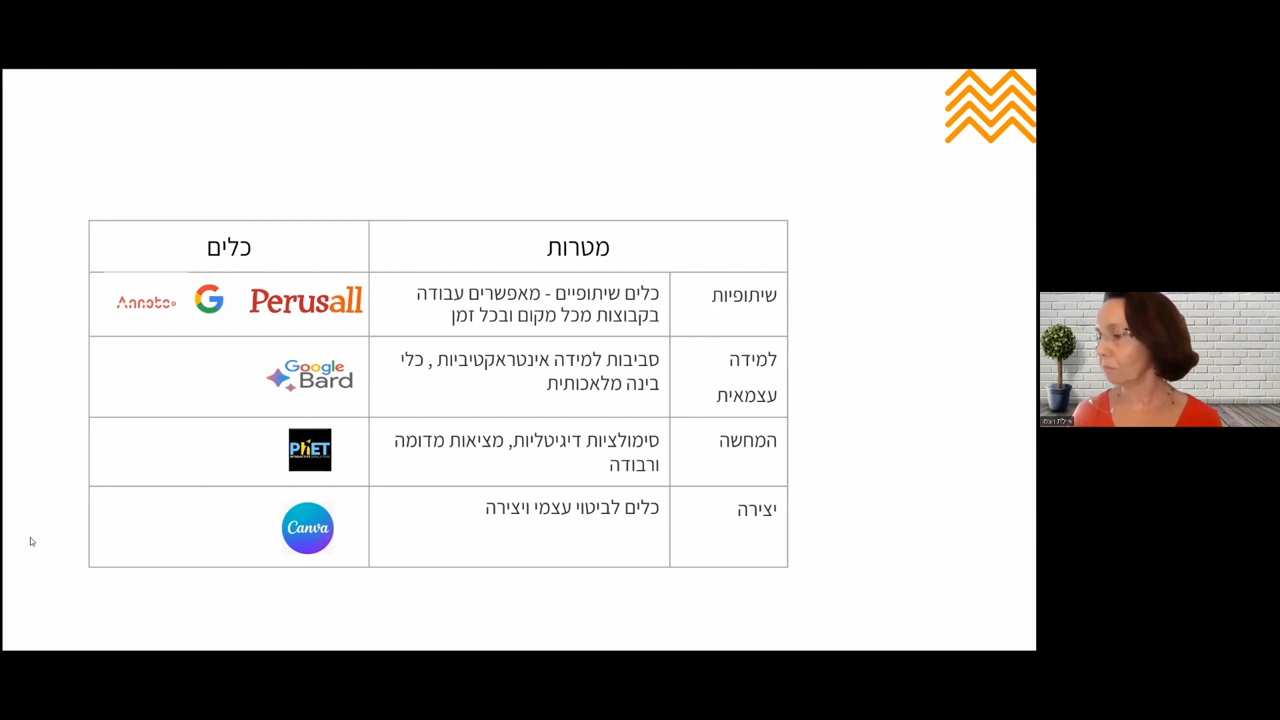 מטרות
כלים
שיתופיות
כלים שיתופיים - מאפשרים עבודה
בקבוצות מכל מקום ובכל זמן
Perusall
G
Annoto
למידה
עצמאית
סביבות למידה אינטראקטיביות , כלי
בינה מלאכותית
Google
Bard
המחשה
סימולציות דיגיטליות, מציאות מדומה
ורבודה
PhET
יצירה
כלים לביטוי עצמי ויצירה
Canva